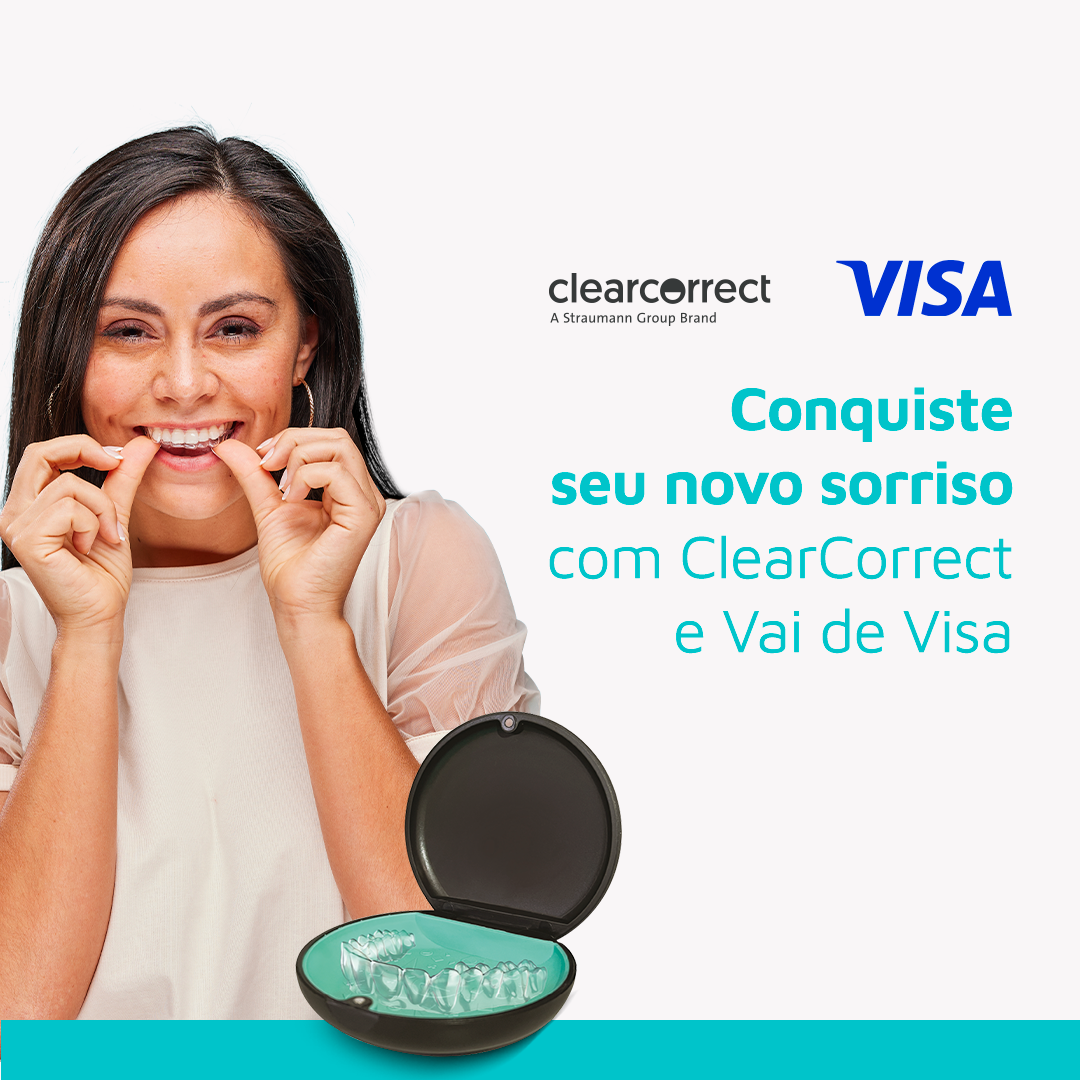 clearcorrect
A Straumann Group Brand
VISA
Conquiste
seu novo sorriso
com ClearCorrect
e Vai de Visa